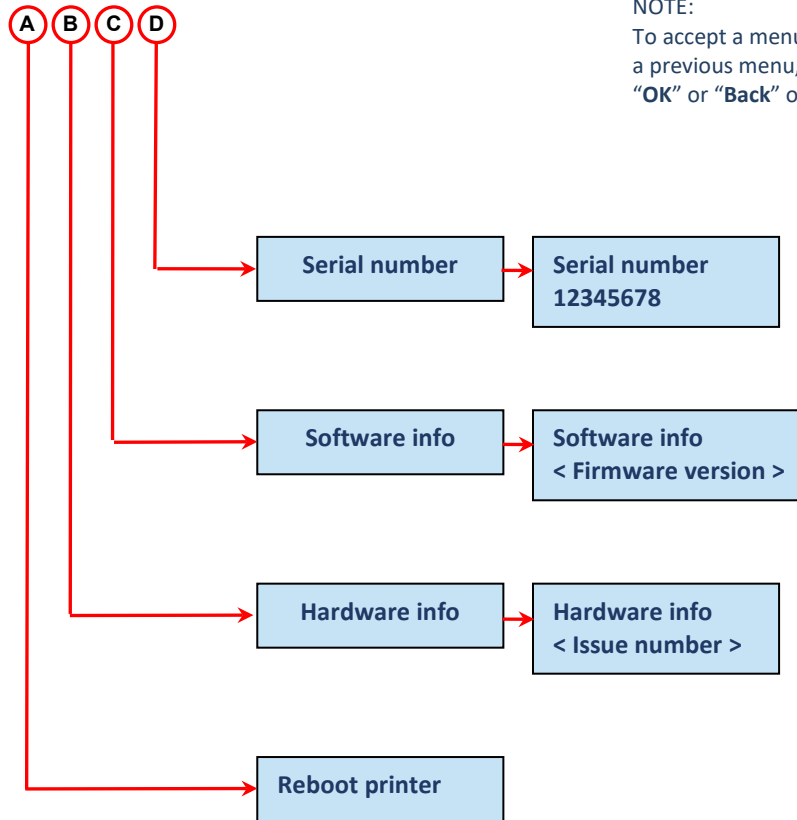 A B C D
NOTE:
To accept a menu
a previous menu,
“OK” or “Back” o
Serial number
Serial number
12345678
Software info
Software info
< Firmware version >
Hardware info
Hardware info
< Issue number >
Reboot printer